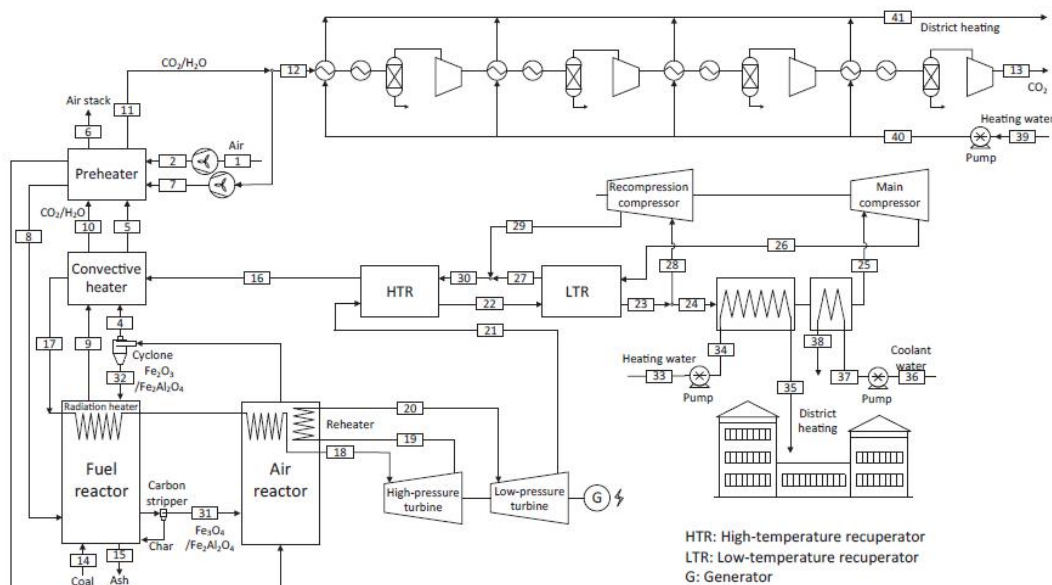 41
District heating
CO₂/H₂O
12
13
CO₂
Air stack
11
6
Heating water
40
39
Pump
Air
2
1
Preheater
7
Recompression
compressor
Main
compressor
CO₂/H₂O
8
10
5
29
26
Convective
heater
16
HTR
30
27
LTR
28
25
22
23
24
4
21
17
9
Cyclone
Fe₂O₃
/Fe₂Al₂O₄
32
34
38
Heating water
33
Pump
35
37
Coolant
water
36
Pump
Radiation heater
20
Reheater
19
18
District
heating
Fuel
reactor
Air
reactor
Carbon
stripper
31
Fe₃O₄
/Fe₂Al₂O₄
Char
High-pressure
turbine
Low-pressure
turbine
G
14
15
Coal
Ash
HTR: High-temperature recuperator
LTR: Low-temperature recuperator
G: Generator